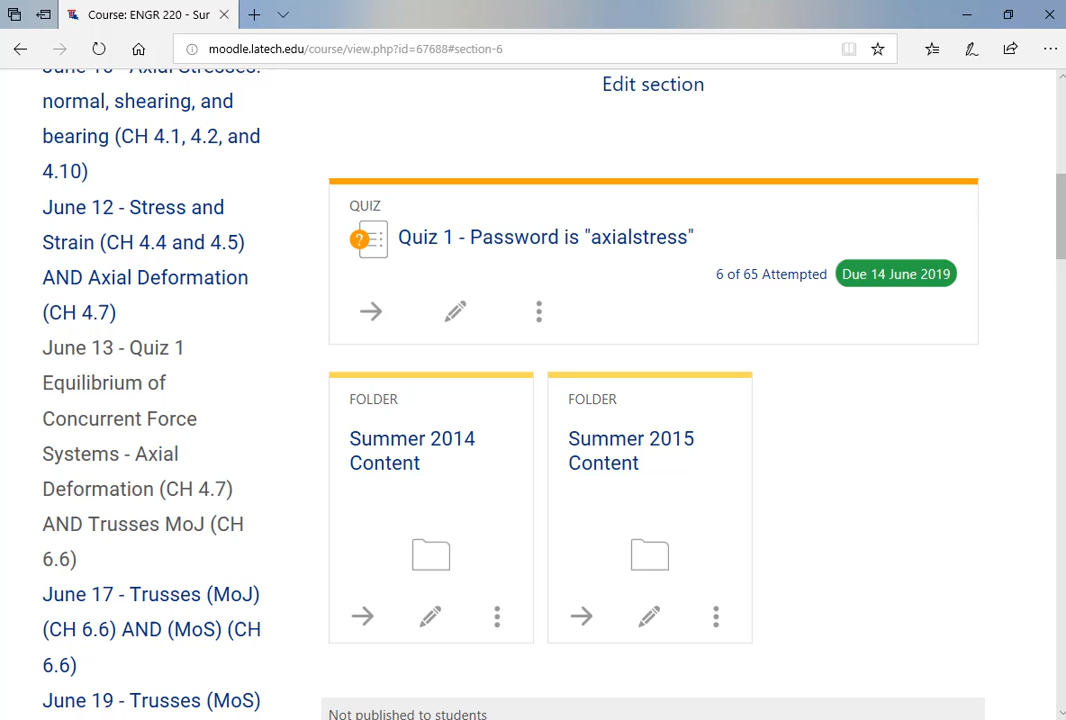 Course: ENGR 220 - Sur
moodle.latech.edu/course/view.php?id=67688#section-6
June 10 - Axial Stresses:
normal, shearing, and
bearing (CH 4.1, 4.2, and
4.10)
June 12 - Stress and
Strain (CH 4.4 and 4.5)
AND Axial Deformation
(CH 4.7)
June 13 - Quiz 1
Equilibrium of
Concurrent Force
Systems - Axial
Deformation (CH 4.7)
AND Trusses MoJ (CH
6.6)
June 17 - Trusses (MoJ)
(CH 6.6) AND (MoS) (CH
6.6)
June 19 - Trusses (MoS)
Edit section
QUIZ
Quiz 1 - Password is "axialstress"
6 of 65 Attempted
Due 14 June 2019
FOLDER
Summer 2014
Content
FOLDER
Summer 2015
Content
Not published to students